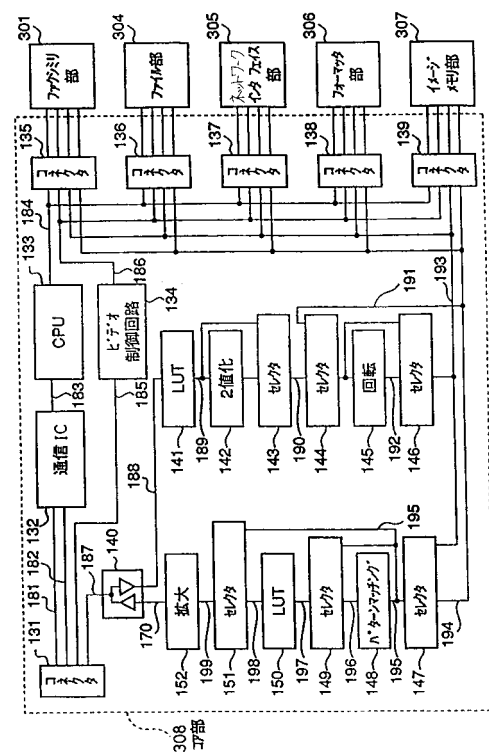 301
ファクシミリ部
304
ファイル部
305
ネットワークインタフェイス部
306
フォーマッタ部
307
イメージメモリ部
135
コネクタ
136
コネクタ
137
コネクタ
138
コネクタ
139
コネクタ
184
133
CPU
186
134
ビデオ制御回路
183
185
132
通信IC
181
182
187
131
コネクタ
140
188
170
LUT
141
189
2値化
142
セレクタ
143
190
セレクタ
144
191
回転
145
192
セレクタ
146
193
拡大
152
199
セレクタ
151
198
195
LUT
150
197
セレクタ
149
196
パターンマッチング
148
195
セレクタ
147
194
308
コア部